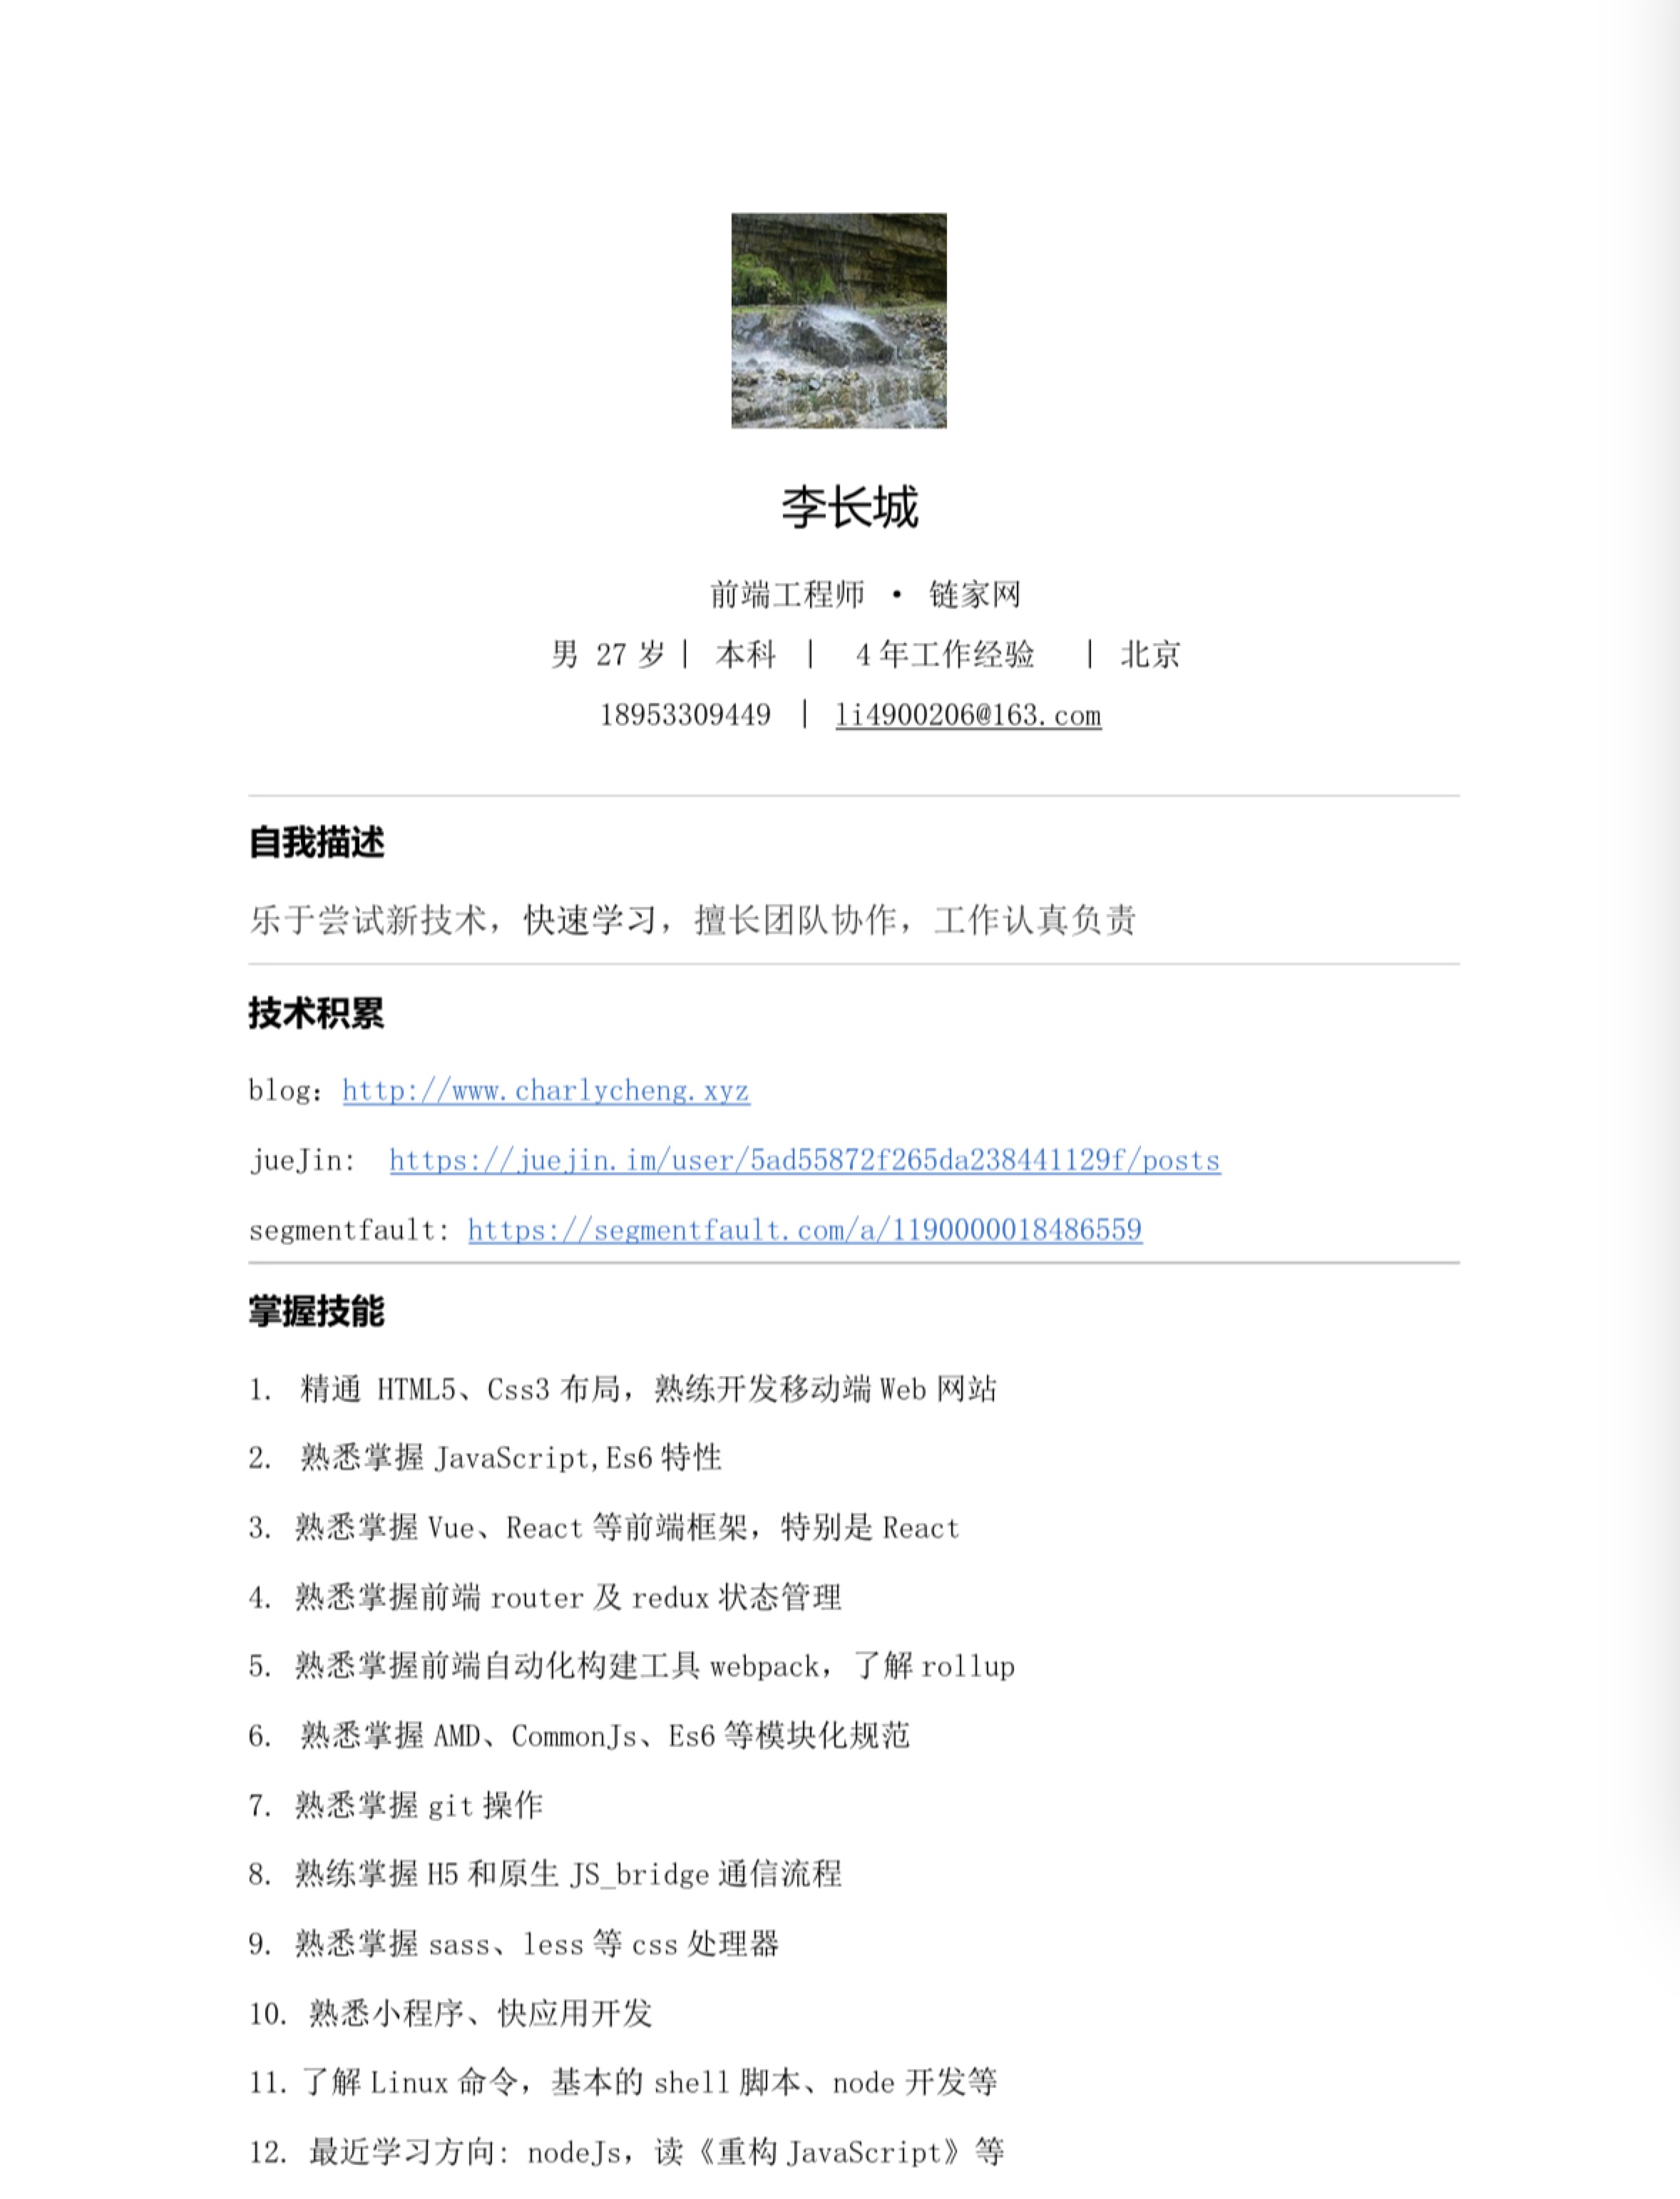 李长城
前端工程师 • 链家网
男 27 岁| 本科 | 4 年工作经验 | 北京
18953309449 | li4900206@163.com
自我描述
乐于尝试新技术，快速学习，擅长团队协作，工作认真负责
技术积累
blog: http://www.charlycheng.xyz
jueJin: https://juejin.im/user/5ad55872f265da238441129f/posts
segmentfault: https://segmentfault.com/a/1190000018486559
掌握技能
1. 精通 HTML5、Css3 布局，熟练开发移动端 Web 网站
2. 熟悉掌握 JavaScript,Es6 特性
3. 熟悉掌握 Vue、React 等前端框架，特别是 React
4. 熟悉掌握前端 router 及 redux 状态管理
5. 熟悉掌握前端自动化构建工具 webpack，了解 rollup
6. 熟悉掌握 AMD、CommonJs、Es6 等模块化规范
7. 熟悉掌握 git 操作
8. 熟练掌握 H5 和原生 JS_bridge 通信流程
9. 熟悉掌握 sass、less 等 css 处理器
10. 熟悉小程序、快应用开发
11. 了解 Linux 命令，基本的 shell 脚本、node 开发等
12. 最近学习方向: nodeJs，读《重构 JavaScript》等